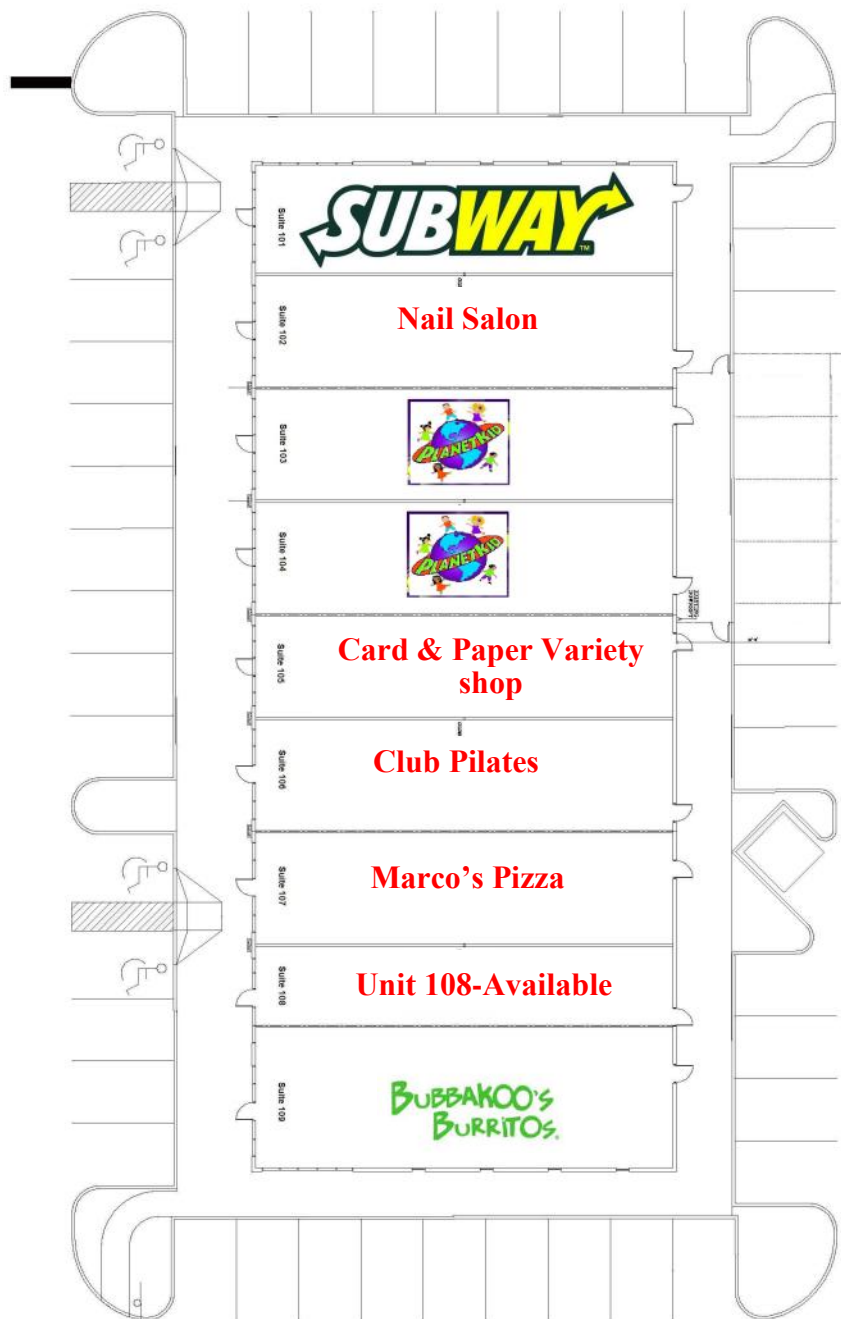 Suite 101
SUBWAY
TM
Suite 102
Nail Salon
Suite 103
PLANET KID
Suite 104
PLANET KID
Suite 105
Card & Paper Variety
shop
Suite 106
Club Pilates
Suite 107
Marco’s Pizza
Suite 108
Unit 108-Available
Suite 109
BUBBAKOO'S
BURRITOS